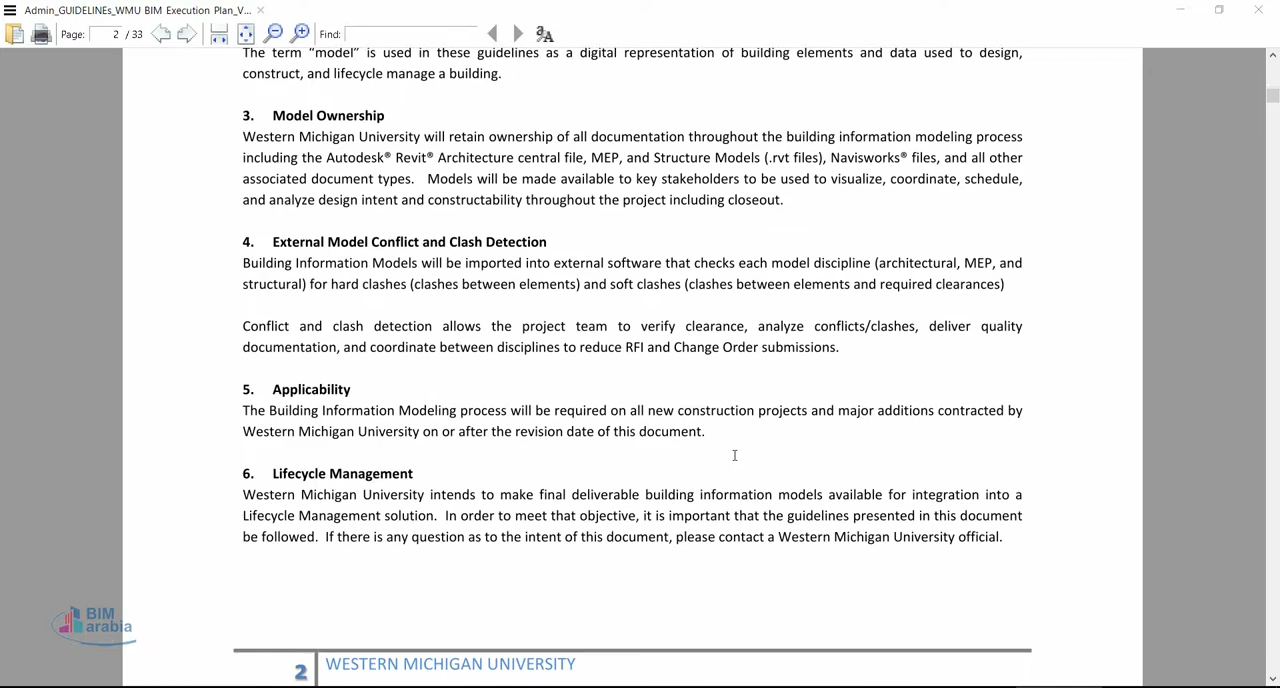 Admin_GUIDELINEs_WMU BIM Execution Plan_V...
Page: 2 / 33 Find:
The term “model” is used in these guidelines as a digital representation of building elements and data used to design,
construct, and lifecycle manage a building.
3. Model Ownership
Western Michigan University will retain ownership of all documentation throughout the building information modeling process
including the Autodesk® Revit® Architecture central file, MEP, and Structure Models (.rvt files), Navisworks® files, and all other
associated document types. Models will be made available to key stakeholders to be used to visualize, coordinate, schedule,
and analyze design intent and constructability throughout the project including closeout.
4. External Model Conflict and Clash Detection
Building Information Models will be imported into external software that checks each model discipline (architectural, MEP, and
structural) for hard clashes (clashes between elements) and soft clashes (clashes between elements and required clearances)
Conflict and clash detection allows the project team to verify clearance, analyze conflicts/clashes, deliver quality
documentation, and coordinate between disciplines to reduce RFI and Change Order submissions.
5. Applicability
The Building Information Modeling process will be required on all new construction projects and major additions contracted by
Western Michigan University on or after the revision date of this document.
6. Lifecycle Management
Western Michigan University intends to make final deliverable building information models available for integration into a
Lifecycle Management solution. In order to meet that objective, it is important that the guidelines presented in this document
be followed. If there is any question as to the intent of this document, please contact a Western Michigan University official.
BIM
arabia
2 WESTERN MICHIGAN UNIVERSITY